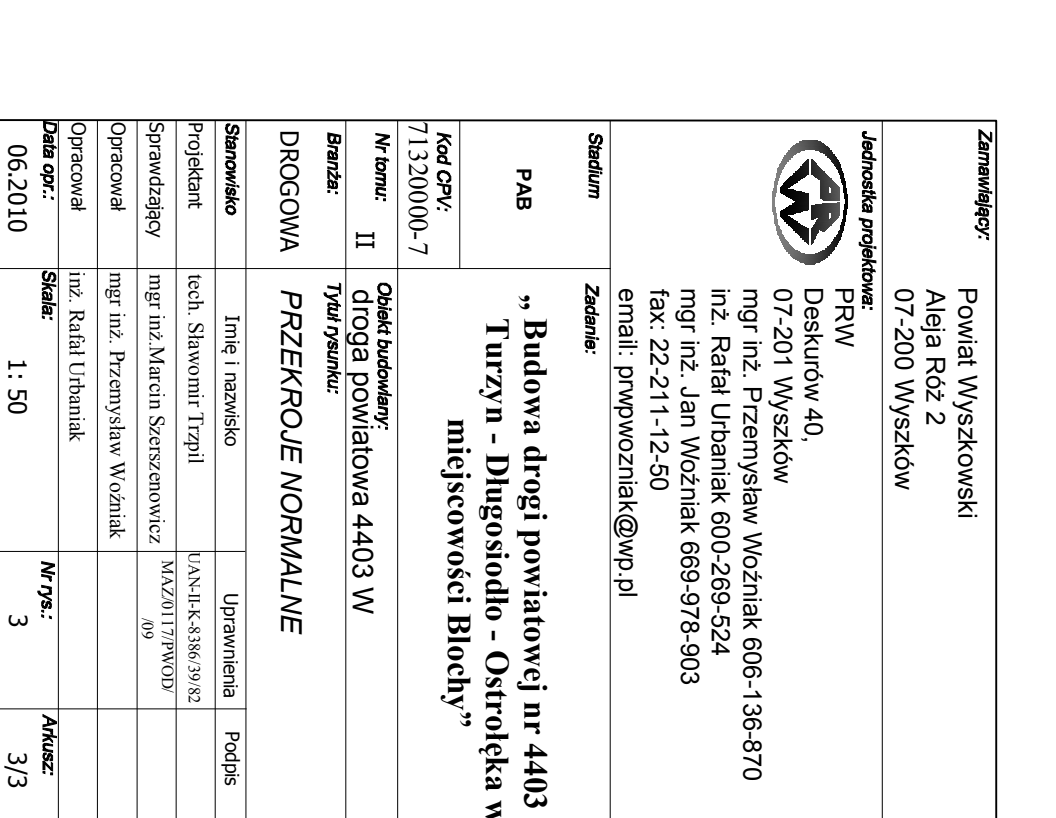 Zamawiający:
Powiat Wyszkowski
Aleja Róż 2
07-200 Wyszków
Jednostka projektowa:
PRW
PRW
Deskurów 40,
07-201 Wyszków
mgr inż. Przemysław Woźniak 606-136-870
inż. Rafał Urbaniak 600-269-524
mgr inż. Jan Woźniak 669-978-903
fax: 22-211-12-50
email: prwpwozniak@wp.pl
Stadium
PAB
Zadanie:
„ Budowa drogi powiatowej nr 4403
Turzyn - Długosiodło - Ostrołęka w
miejscowości Blochy”
Kod CPV:
71320000-7
Nr tomu:
II
Obiekt budowlany:
droga powiatowa 4403 W
Branża:
DROGOWA
Tytuł rysunku:
PRZEKROJE NORMALNE
Stanowisko Imię i nazwisko Uprawnienia Podpis
Projektant tech. Sławomir Trzpil UAN-II-K-8386/39/82
Sprawdzający mgr inż.Marcin Szerszenowicz MAZ/0117/PWOD/
/09
Opracował mgr inż. Przemysław Woźniak
Opracował inż. Rafał Urbaniak
Data opr.: Skala: Nr rys.: Arkusz:
06.2010 1: 50 3 3/3